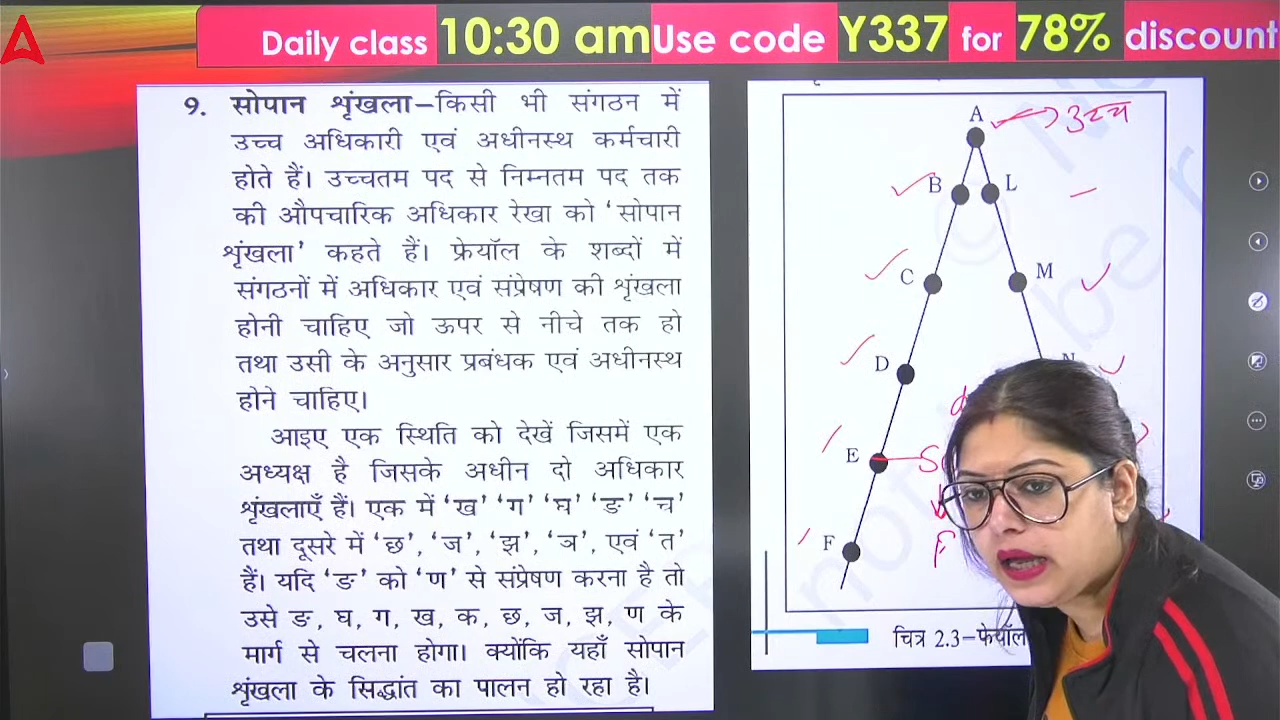 Daily class 10:30 am Use code Y337 for 78% discount
9. सोपान शृंखला–किसी भी संगठन में
उच्च अधिकारी एवं अधीनस्थ कर्मचारी
होते हैं। उच्चतम पद से निम्नतम पद तक
की औपचारिक अधिकार रेखा को ‘सोपान
शृंखला’ कहते हैं। फ़ेयॉल के शब्दों में
संगठनों में अधिकार एवं संप्रेषण की शृंखला
होनी चाहिए जो ऊपर से नीचे तक हो
तथा उसी के अनुसार प्रबंधक एवं अधीनस्थ
होने चाहिए।
आइए एक स्थिति को देखें जिसमें एक
अध्यक्ष है जिसके अधीन दो अधिकार
शृंखलाएँ हैं। एक में ‘ख’ ‘ग’ ‘घ’ ‘ङ’ ‘च’
तथा दूसरे में ‘छ’, ‘ज’, ‘झ’, ‘ञ’, एवं ‘त’
हैं। यदि ‘ङ’ को ‘ण’ से संप्रेषण करना है तो
उसे ङ, घ, ग, ख, क, छ, ज, झ, ण के
मार्ग से चलना होगा। क्योंकि यहाँ सोपान
शृंखला के सिद्धांत का पालन हो रहा है।
A उच्च
B L
C M
D N
E
F
चित्र 2.3–फेयॉल